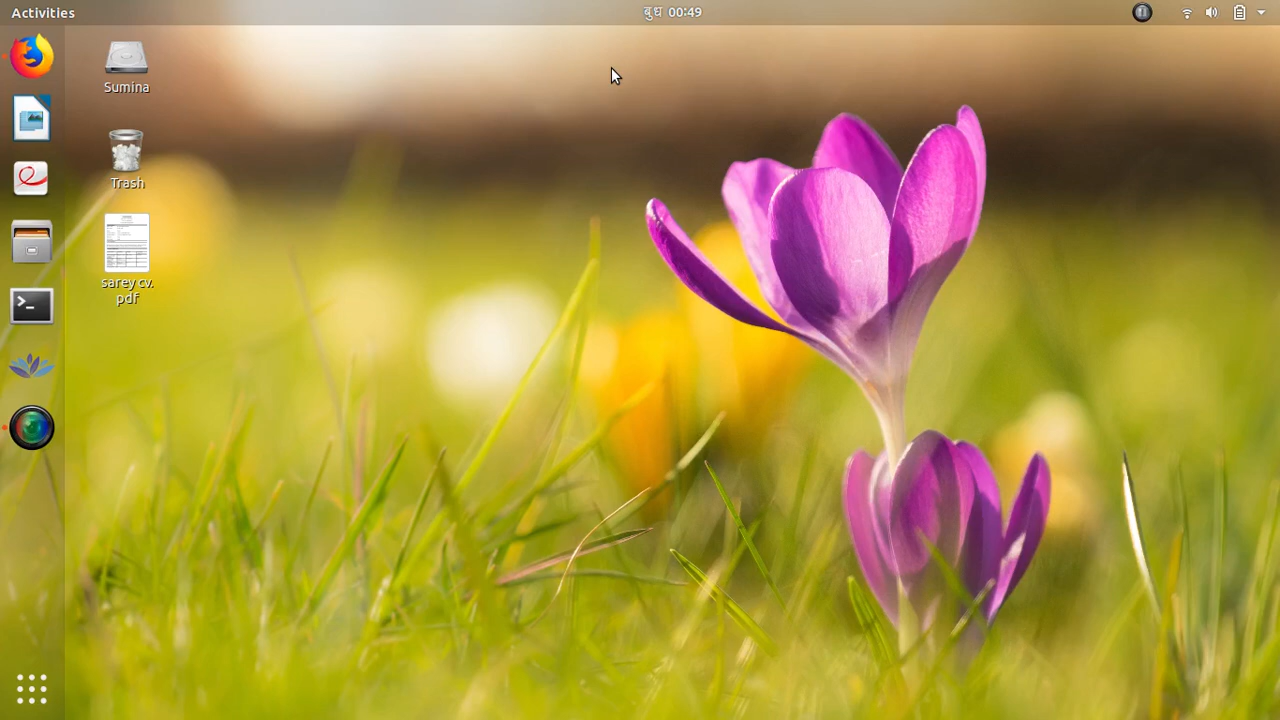 Activities
बुध 00:49
Sumina
Trash
sarey cv.
pdf